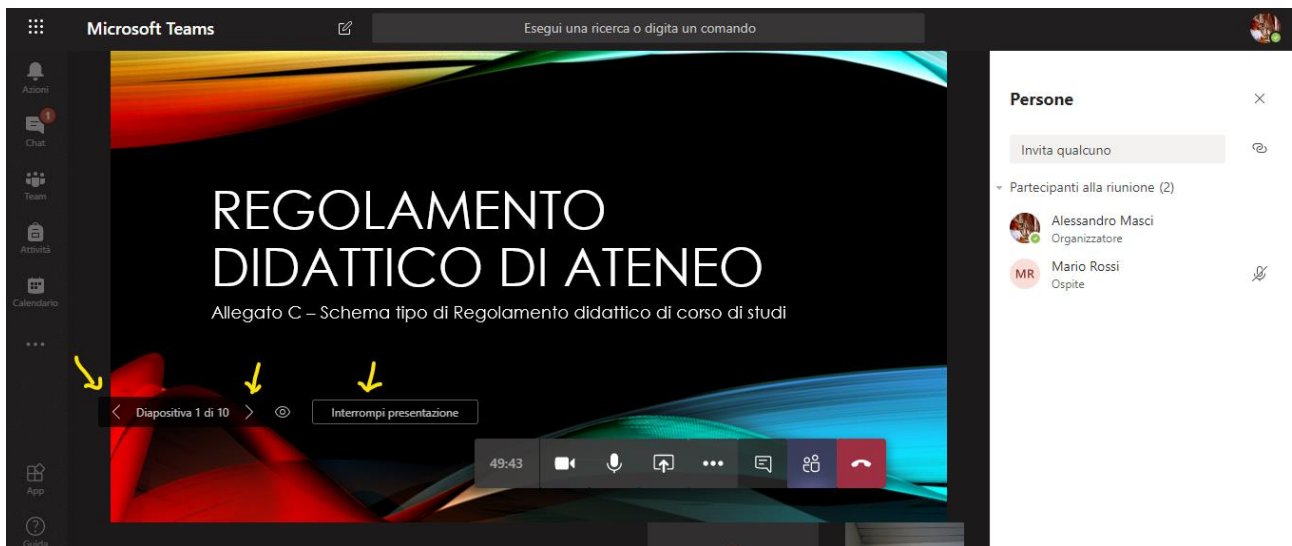 Microsoft Teams
Esegui una ricerca o digita un comando
Azioni
1
Chat
Team
Attività
Calendario
App
Guida
REGOLAMENTO
DIDATTICO DI ATENEO
Allegato C – Schema tipo di Regolamento didattico di corso di studi
Diapositiva 1 di 10
Interrompi presentazione
49:43
Persone
Invita qualcuno
Partecipanti alla riunione (2)
Alessandro Masci
Organizzatore
MR
Mario Rossi
Ospite